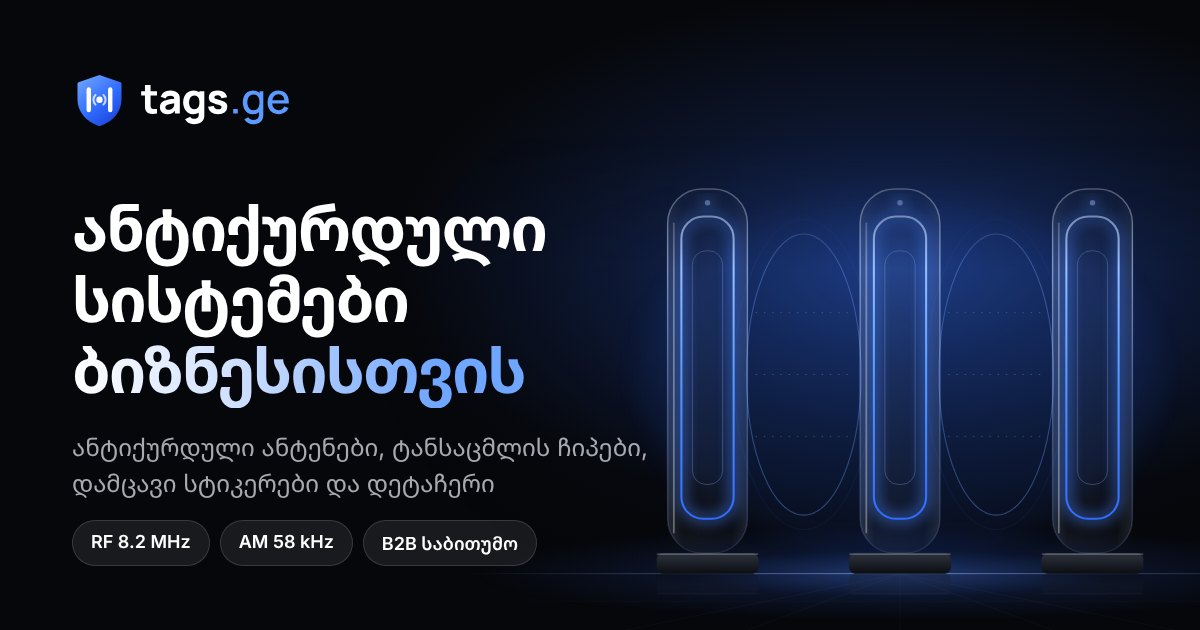 tags.ge
ანტიქურდული
სისტემები
ბიზნესისთვის
ანტიქურდული ანტენები, ტანსაცმლის ჩიპები,
დამცავი სტიკერები და დეტაჩერი
RF 8.2 MHz
AM 58 kHz
B2B საბითუმო